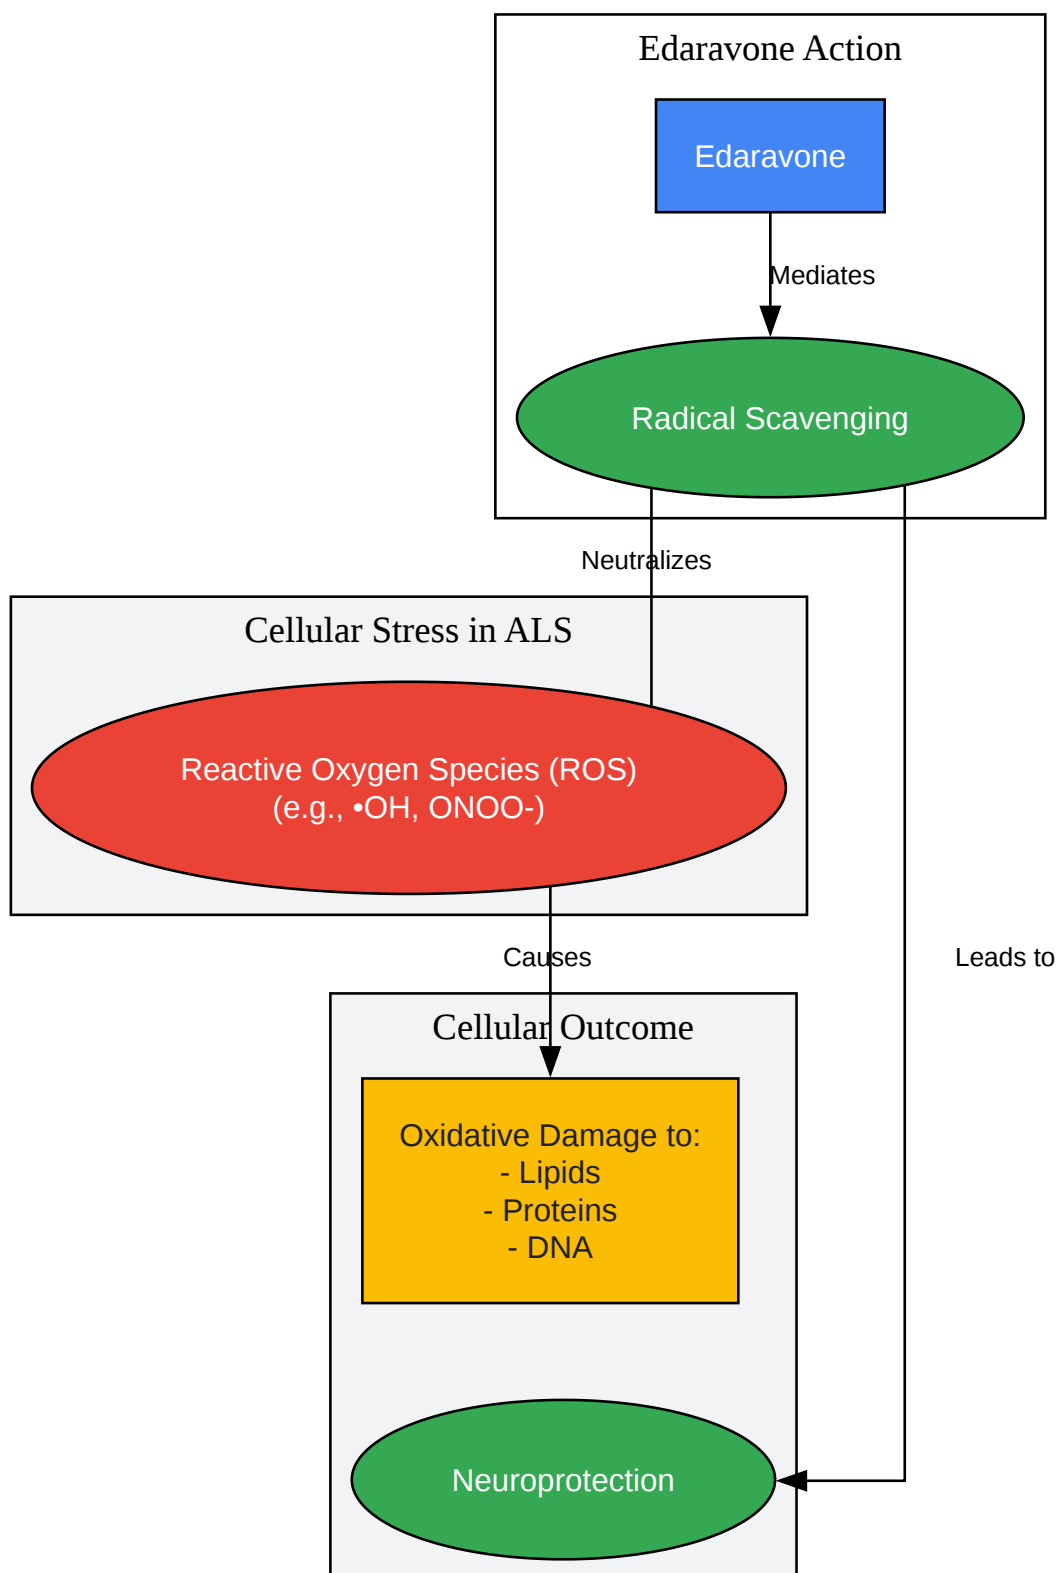 Edaravone Action
Edaravone
Mediates
Radical Scavenging
Neutralizes
Cellular Stress in ALS
Reactive Oxygen Species (ROS)
(e.g., •OH, ONOO-)
Causes
Leads to
Cellular Outcome
Oxidative Damage to:
- Lipids
- Proteins
- DNA
Neuroprotection